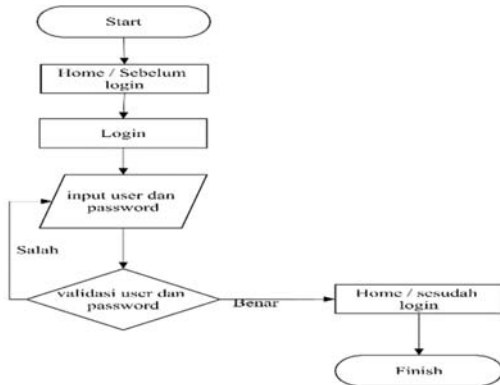 Start
Home / Sebelum
login
Login
input user dan
password
Salah
validasi user dan
password
Benar
Home / sesudah
login
Finish